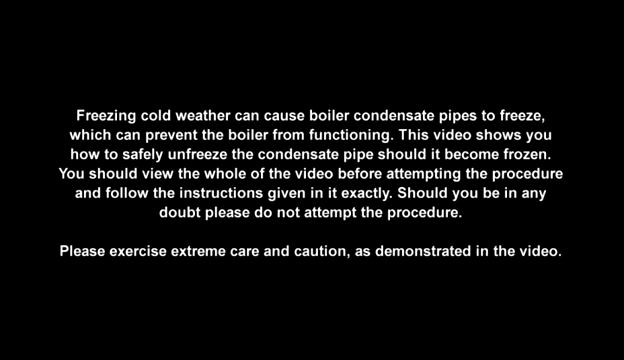 Freezing cold weather can cause boiler condensate pipes to freeze,
which can prevent the boiler from functioning. This video shows you
how to safely unfreeze the condensate pipe should it become frozen.
You should view the whole of the video before attempting the procedure
and follow the instructions given in it exactly. Should you be in any
doubt please do not attempt the procedure.
Please exercise extreme care and caution, as demonstrated in the video.